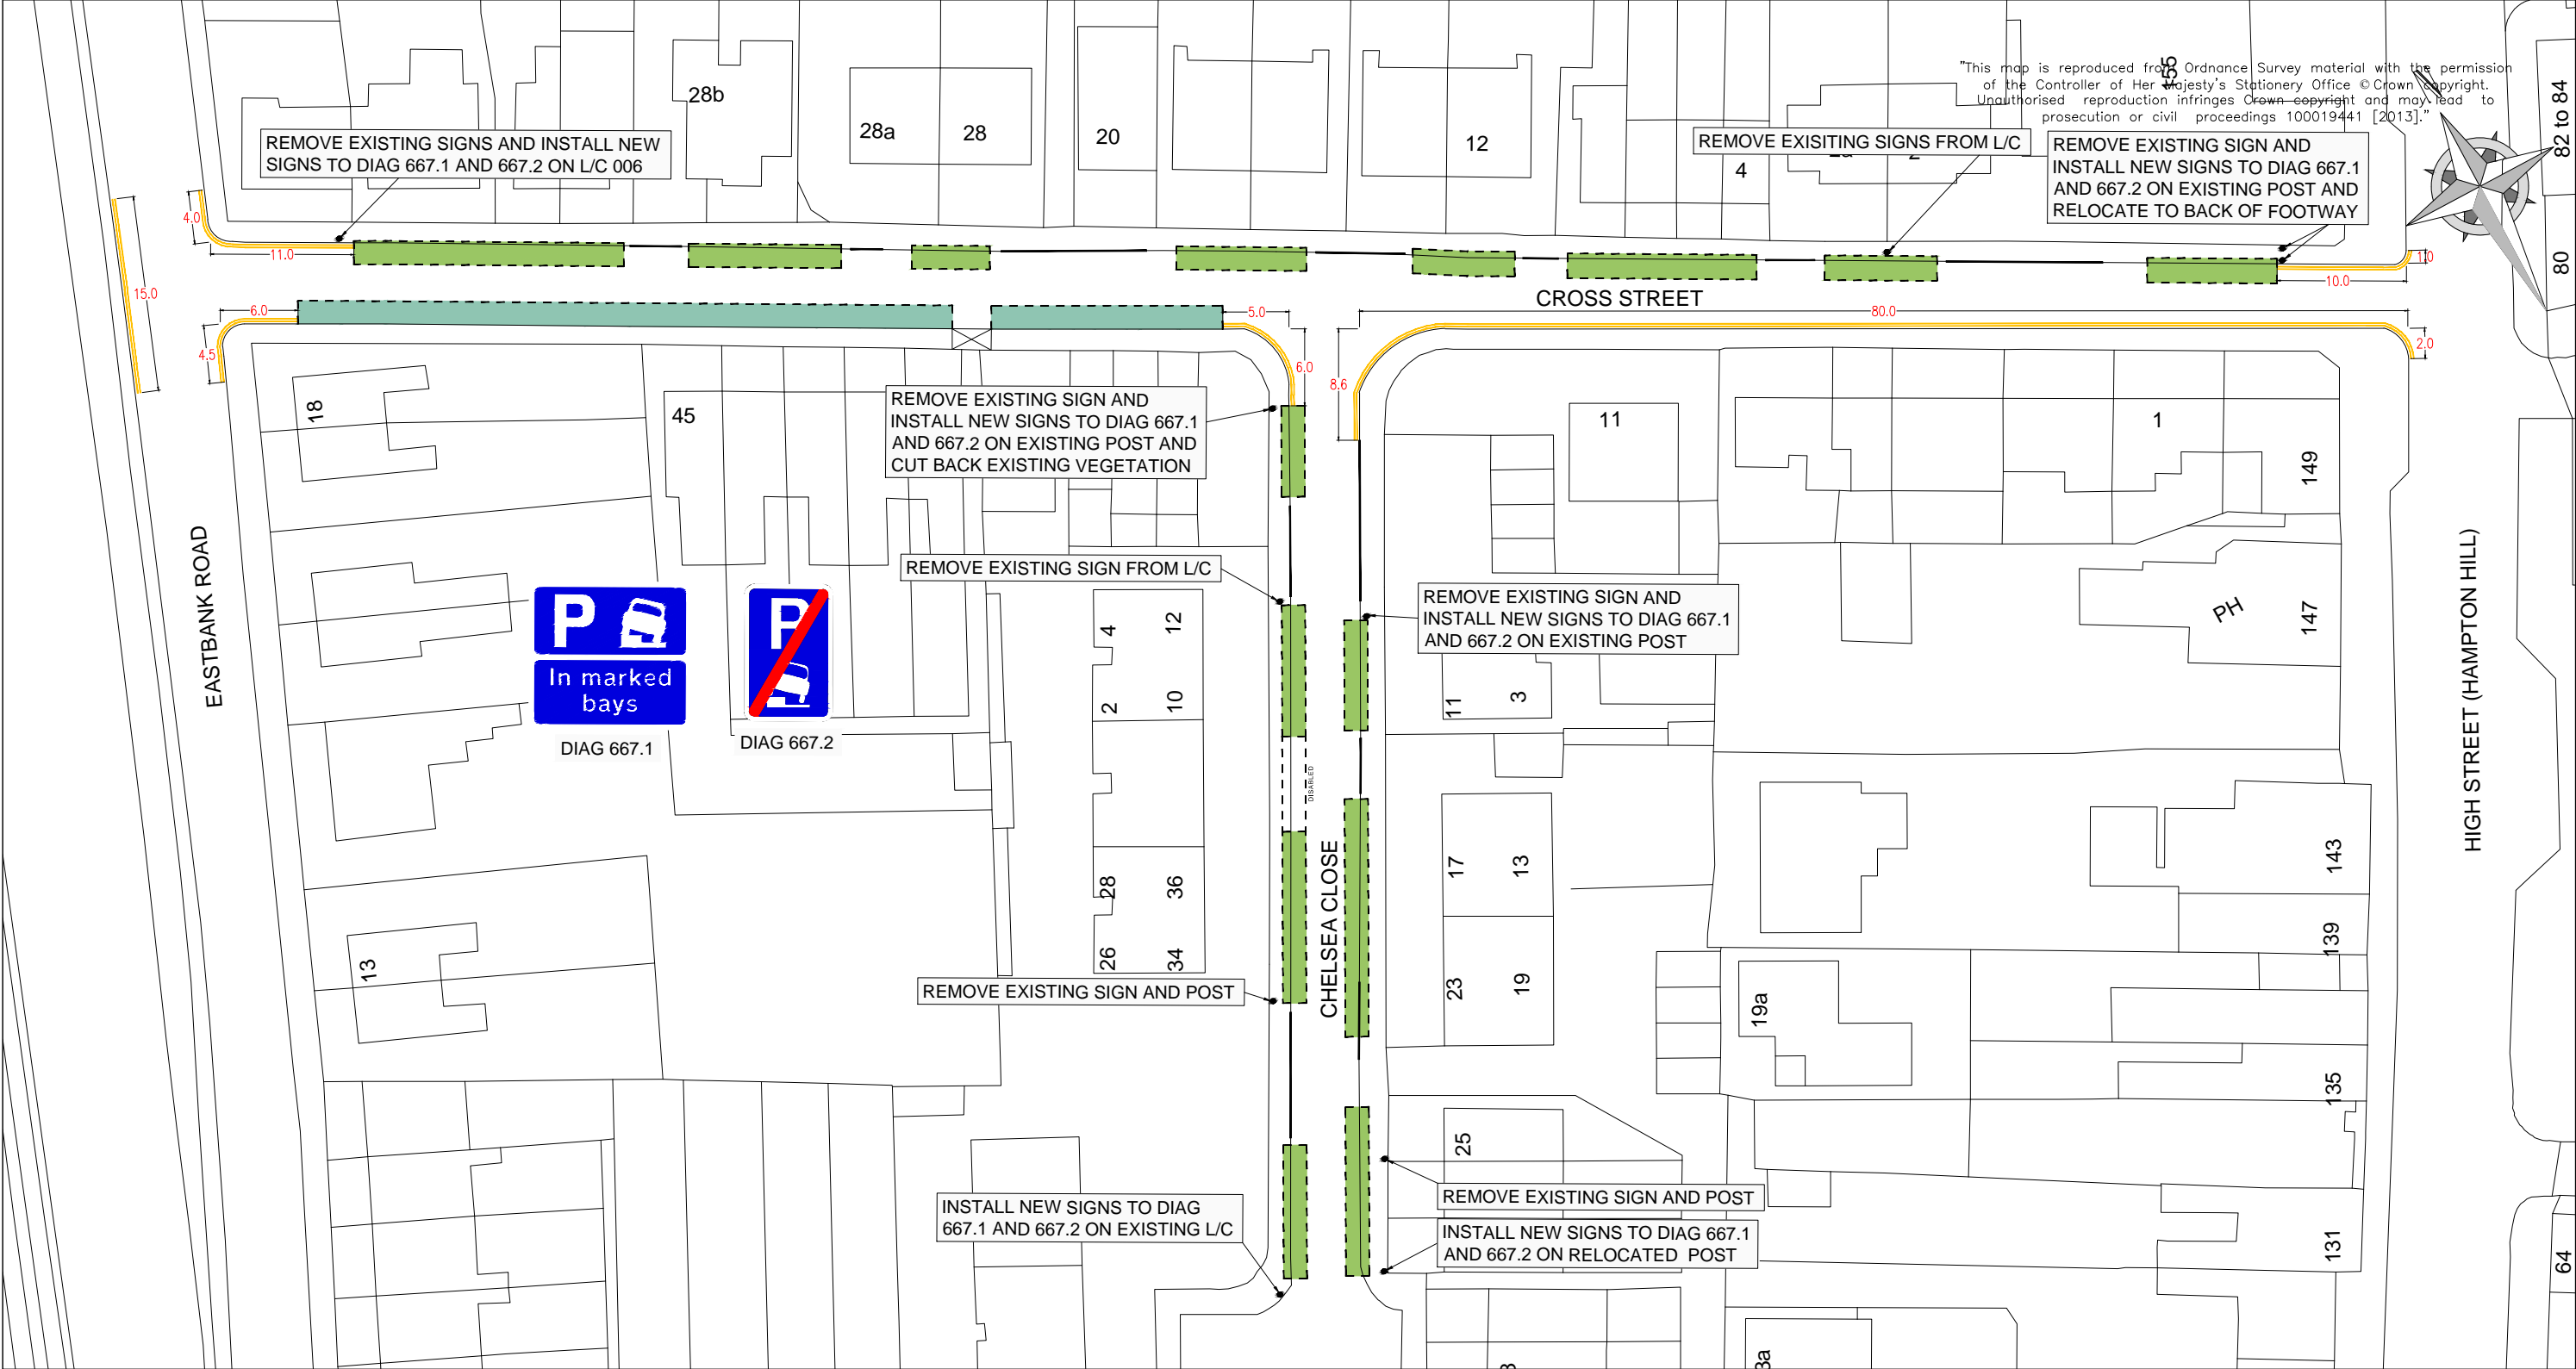 "This map is reproduced from Ordnance Survey material with the permission
of the Controller of Her Majesty's Stationery Office © Crown copyright.
Unauthorised reproduction infringes Crown copyright and may lead to
prosecution or civil proceedings 100019441 [2013]."
28b
28a
28
20
12
4
82 to 84
80
REMOVE EXISTING SIGNS AND INSTALL NEW
SIGNS TO DIAG 667.1 AND 667.2 ON L/C 006
REMOVE EXISITING SIGNS FROM L/C
REMOVE EXISTING SIGN AND
INSTALL NEW SIGNS TO DIAG 667.1
AND 667.2 ON EXISTING POST AND
RELOCATE TO BACK OF FOOTWAY
4.0
11.0
15.0
6.0
4.5
5.0
6.0
8.6
80.0
10.0
1.0
2.0
CROSS STREET
18
45
REMOVE EXISTING SIGN AND
INSTALL NEW SIGNS TO DIAG 667.1
AND 667.2 ON EXISTING POST AND
CUT BACK EXISTING VEGETATION
11
1
149
EASTBANK ROAD
P
In marked
bays
DIAG 667.1
P
DIAG 667.2
REMOVE EXISTING SIGN FROM L/C
4
12
2
10
REMOVE EXISTING SIGN AND
INSTALL NEW SIGNS TO DIAG 667.1
AND 667.2 ON EXISTING POST
11
3
PH
147
HIGH STREET (HAMPTON HILL)
DISABLED
CHELSEA CLOSE
28
36
26
34
17
13
23
19
143
139
13
19a
REMOVE EXISTING SIGN AND POST
135
25
INSTALL NEW SIGNS TO DIAG
667.1 AND 667.2 ON EXISTING L/C
REMOVE EXISTING SIGN AND POST
INSTALL NEW SIGNS TO DIAG 667.1
AND 667.2 ON RELOCATED POST
131
64